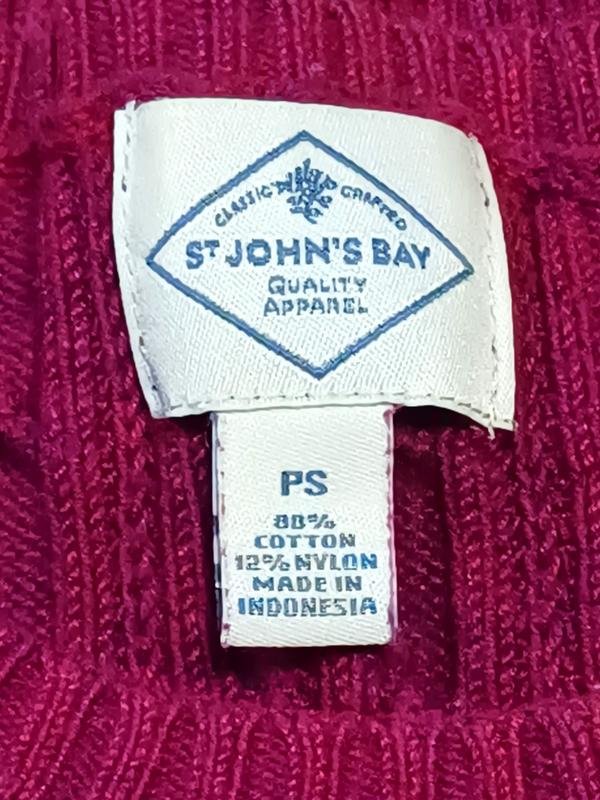 CLASSIC CRAFTED
ST JOHN'S BAY
QUALITY
APPAREL
PS
88%
COTTON
12% NYLON
MADE IN
INDONESIA